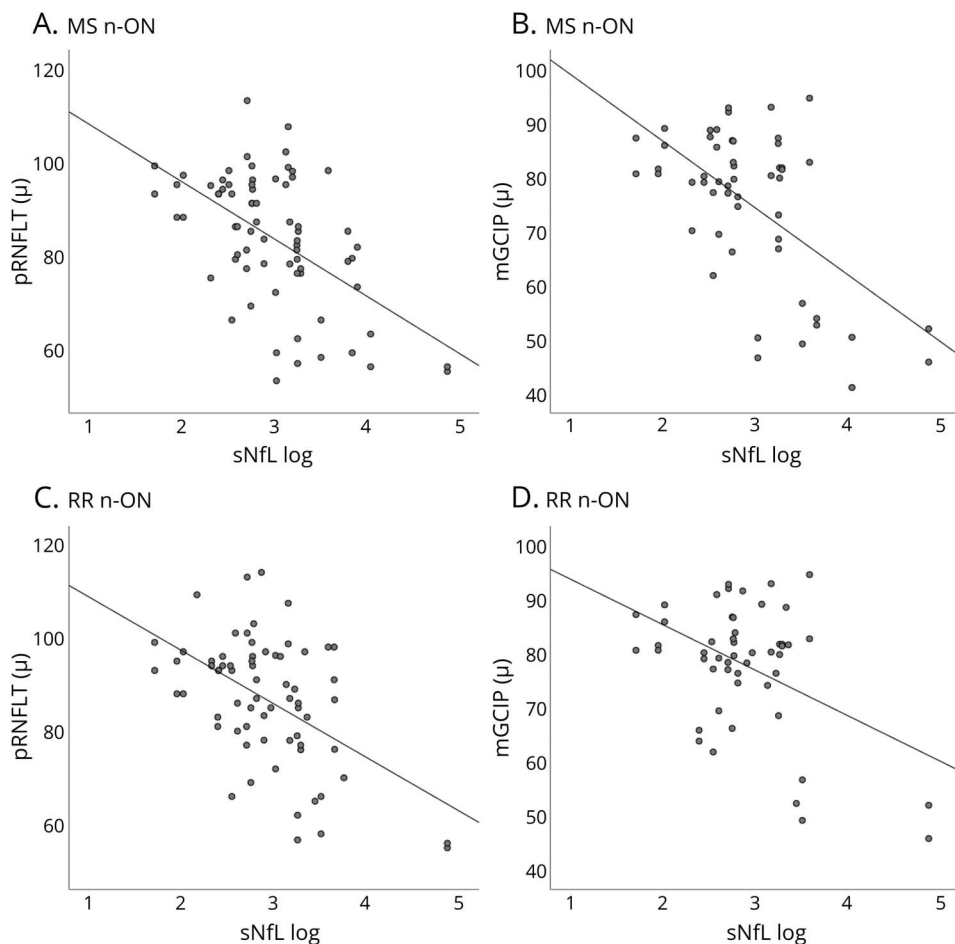 A. MS n-ON
120
100
80
60
pRNFLT (μ)
1 2 3 4 5
sNfL log
B. MS n-ON
100
90
80
70
60
50
40
mGCIP (μ)
1 2 3 4 5
sNfL log
C. RR n-ON
120
100
80
60
pRNFLT (μ)
1 2 3 4 5
sNfL log
D. RR n-ON
100
90
80
70
60
50
40
mGCIP (μ)
1 2 3 4 5
sNfL log